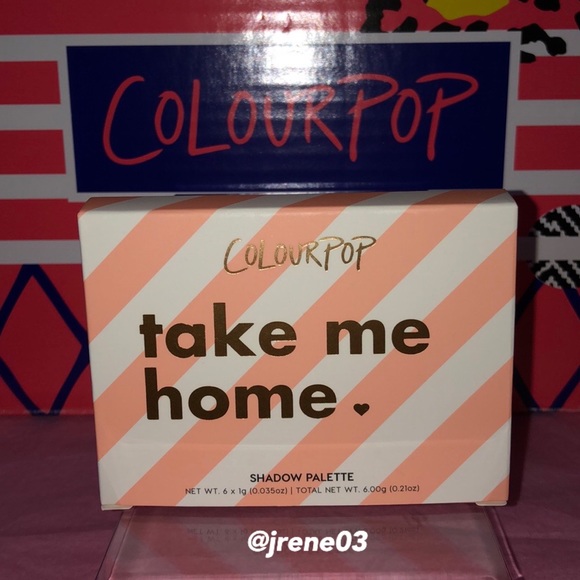 COLOURPOP
COLOURPOP
take me
home.
SHADOW PALETTE
NET WT. 6 x 1g (0.035oz) | TOTAL NET WT. 6.00g (0.21oz)
@jrene03